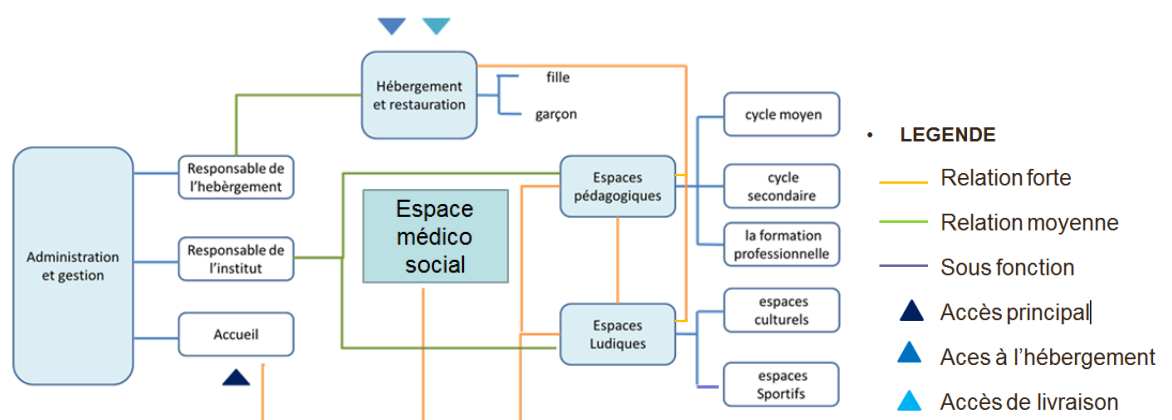 Hébergement
et restauration
fille
garçon
Administration
et gestion
Responsable de
l'hebèrgement
Responsable de
l'institut
Accueil
Espace
médico
social
Espaces
pédagogiques
Espaces
Ludiques
cycle moyen
cycle
secondaire
la formation
professionnelle
espaces
culturels
espaces
Sportifs
• LEGENDE
Relation forte
Relation moyenne
Sous fonction
Accès principal
Aces à l'hébergement
Accès de livraison